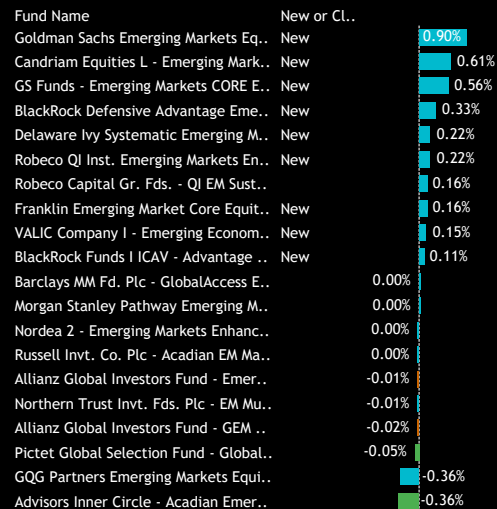 Fund Name New or Cl..
Goldman Sachs Emerging Markets Eq.. New 0.90%
Candriam Equities L - Emerging Mark.. New 0.61%
GS Funds - Emerging Markets CORE E.. New 0.56%
BlackRock Defensive Advantage Eme.. New 0.33%
Delaware Ivy Systematic Emerging M.. New 0.22%
Robeco QI Inst. Emerging Markets En.. New 0.22%
Robeco Capital Gr. Fds. - QI EM Sust.. 0.16%
Franklin Emerging Market Core Equit.. New 0.16%
VALIC Company I - Emerging Econom.. New 0.15%
BlackRock Funds I ICAV - Advantage .. New 0.11%
Barclays MM Fd. Plc - GlobalAccess E.. 0.00%
Morgan Stanley Pathway Emerging M.. 0.00%
Nordea 2 - Emerging Markets Enhanc.. 0.00%
Russell Invt. Co. Plc - Acadian EM Ma.. 0.00%
Allianz Global Investors Fund - Emer.. -0.01%
Northern Trust Invt. Fds. Plc - EM Mu.. -0.01%
Allianz Global Investors Fund - GEM .. -0.02%
Pictet Global Selection Fund - Global.. -0.05%
GQG Partners Emerging Markets Equi.. -0.36%
Advisors Inner Circle - Acadian Emer.. -0.36%